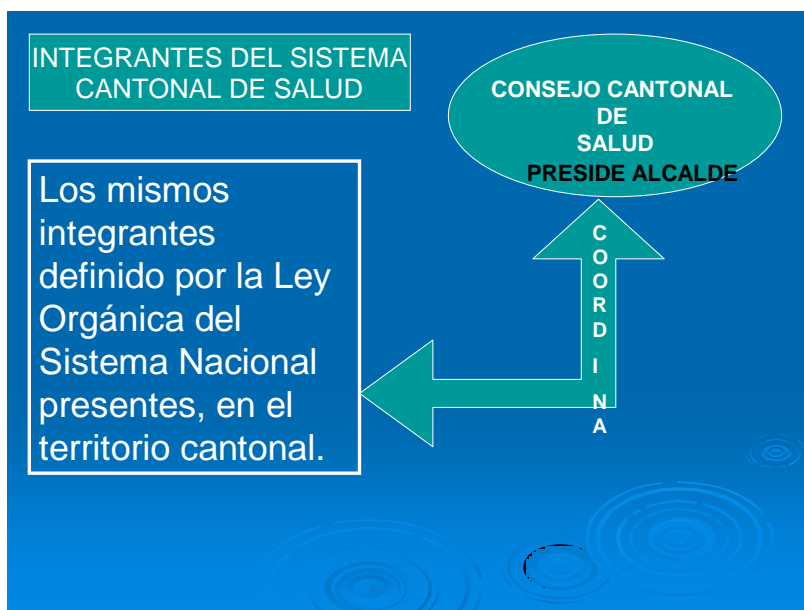 INTEGRANTES DEL SISTEMA
CANTONAL DE SALUD
CONSEJO CANTONAL
DE
SALUD
PRESIDE ALCALDE
Los mismos
integrantes
definido por la Ley
Orgánica del
Sistema Nacional
presentes, en el
territorio cantonal.
C
O
O
R
D
I
N
A